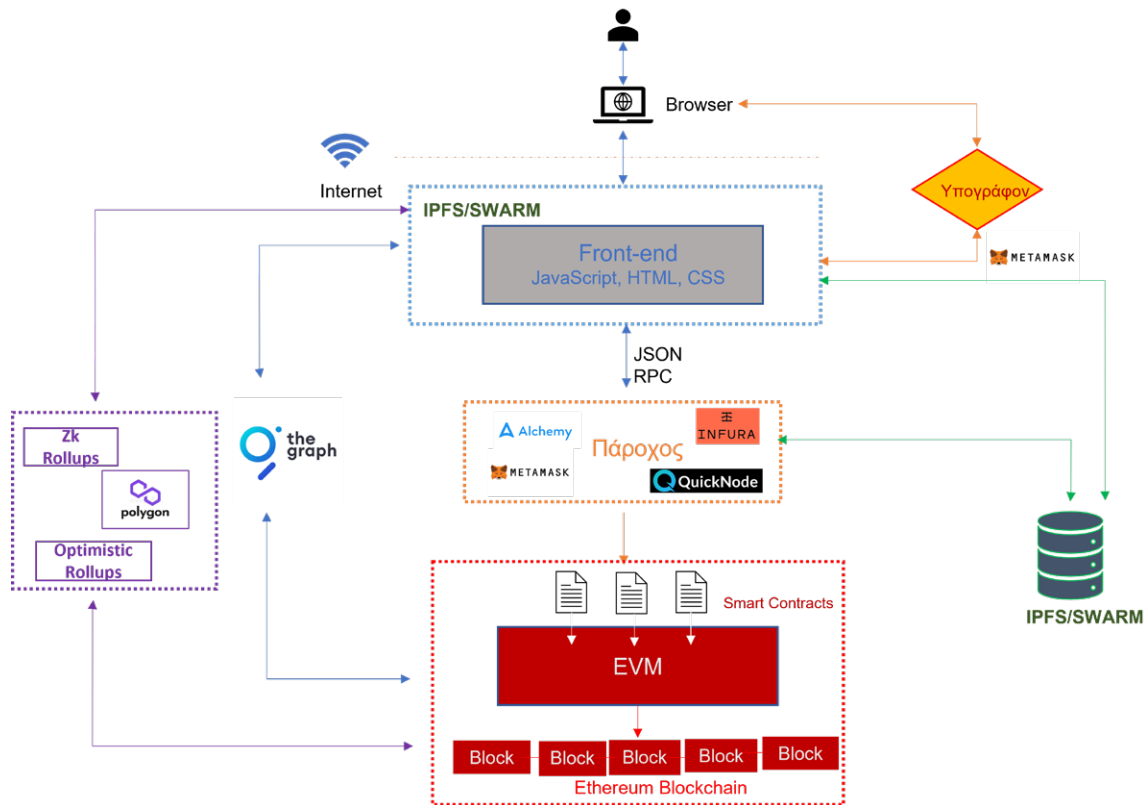 Browser
Internet
Υπογράφον
METAMASK
IPFS/SWARM
Front-end
JavaScript, HTML, CSS
JSON
RPC
Zk
Rollups
polygon
Optimistic
Rollups
the
graph
Alchemy
INFURA
Πάροχος
METAMASK
QuickNode
IPFS/SWARM
Smart Contracts
EVM
Block
Block
Block
Block
Block
Ethereum Blockchain